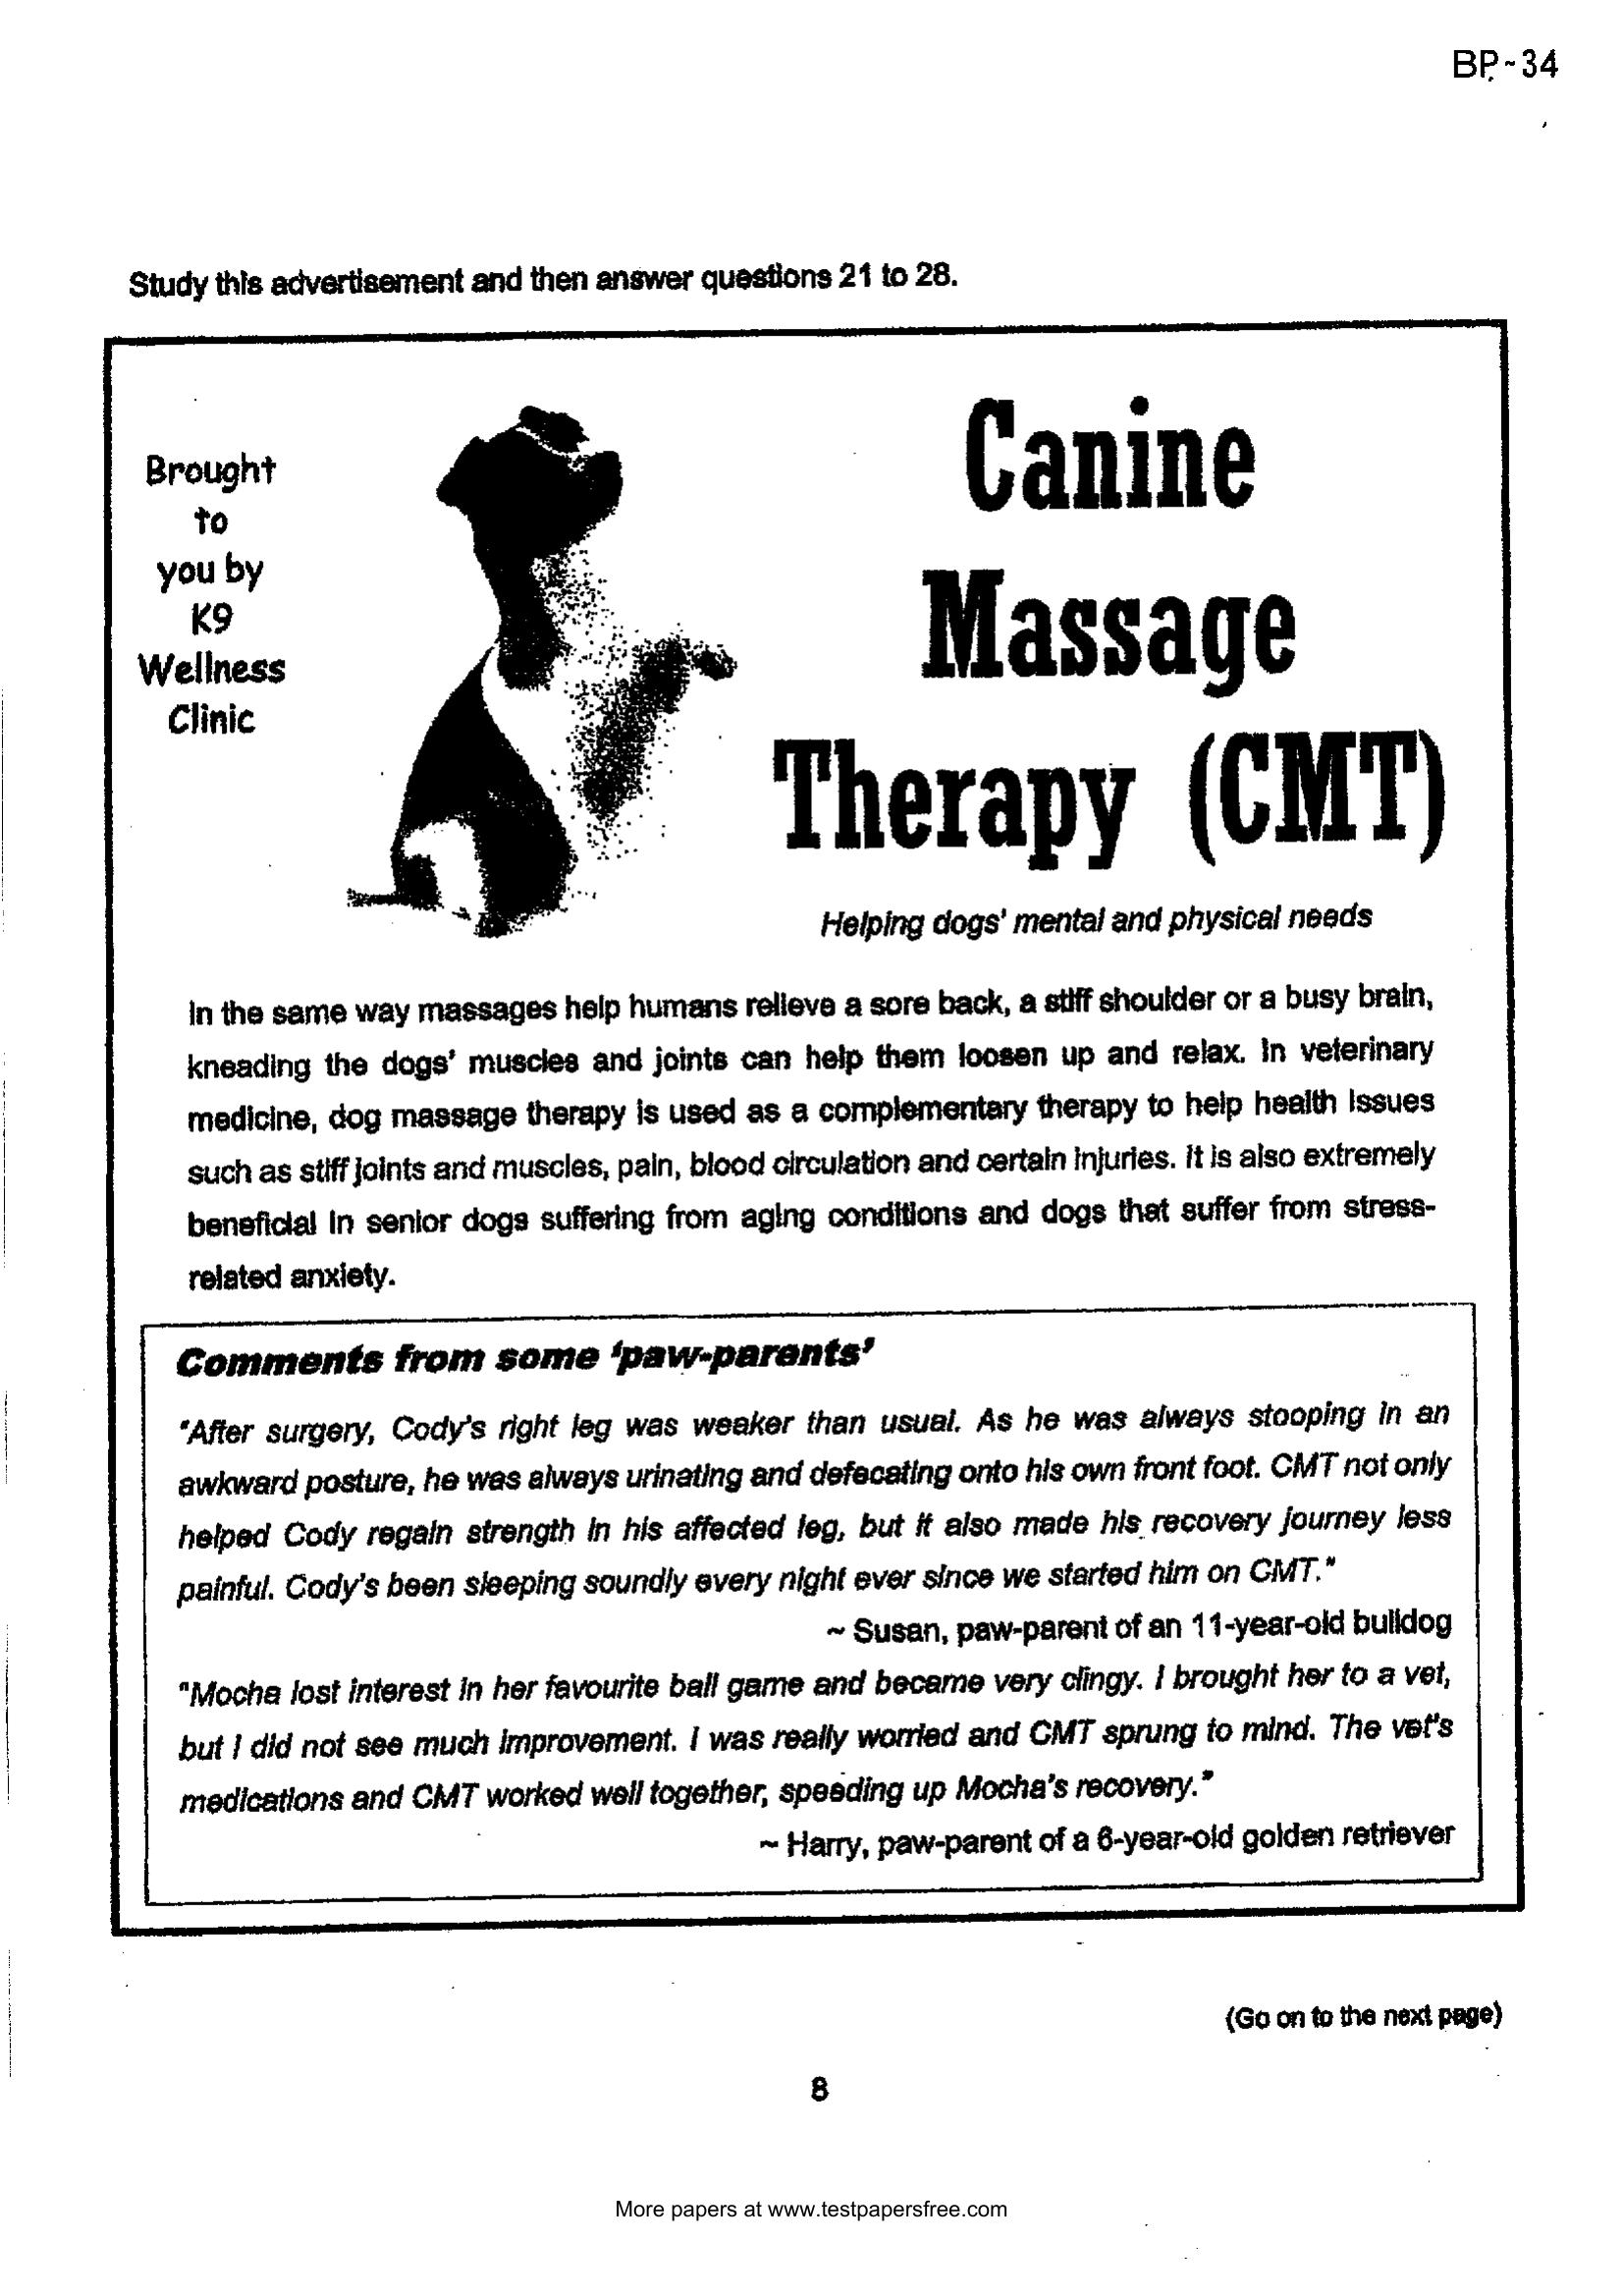 BP-34
Study this advertisement and then answer questions 21 to 28.
Brought
to
you by
K9
Wellness
Clinic
Canine
Massage
Therapy (CMT)
Helping dogs' mental and physical needs
In the same way massages help humans relieve a sore back, a stiff shoulder or a busy brain,
kneading the dogs' muscles and joints can help them loosen up and relax. In veterinary
medicine, dog massage therapy is used as a complementary therapy to help health issues
such as stiff joints and muscles, pain, blood circulation and certain injuries. It is also extremely
beneficial in senior dogs suffering from aging conditions and dogs that suffer from stress-
related anxiety.
Comments from some 'paw-parents'
"After surgery, Cody's right leg was weaker than usual. As he was always stooping in an
awkward posture, he was always urinating and defecating onto his own front foot. CMT not only
helped Cody regain strength in his affected leg, but it also made his recovery journey less
painful. Cody's been sleeping soundly every night ever since we started him on CMT."
~ Susan, paw-parent of an 11-year-old bulldog
"Mocha lost interest in her favourite ball game and became very clingy. I brought her to a vet,
but I did not see much improvement. I was really worried and CMT sprung to mind. The vet's
medications and CMT worked well together, speeding up Mocha's recovery."
~ Harry, paw-parent of a 6-year-old golden retriever
(Go on to the next page)
8
More papers at www.testpapersfree.com